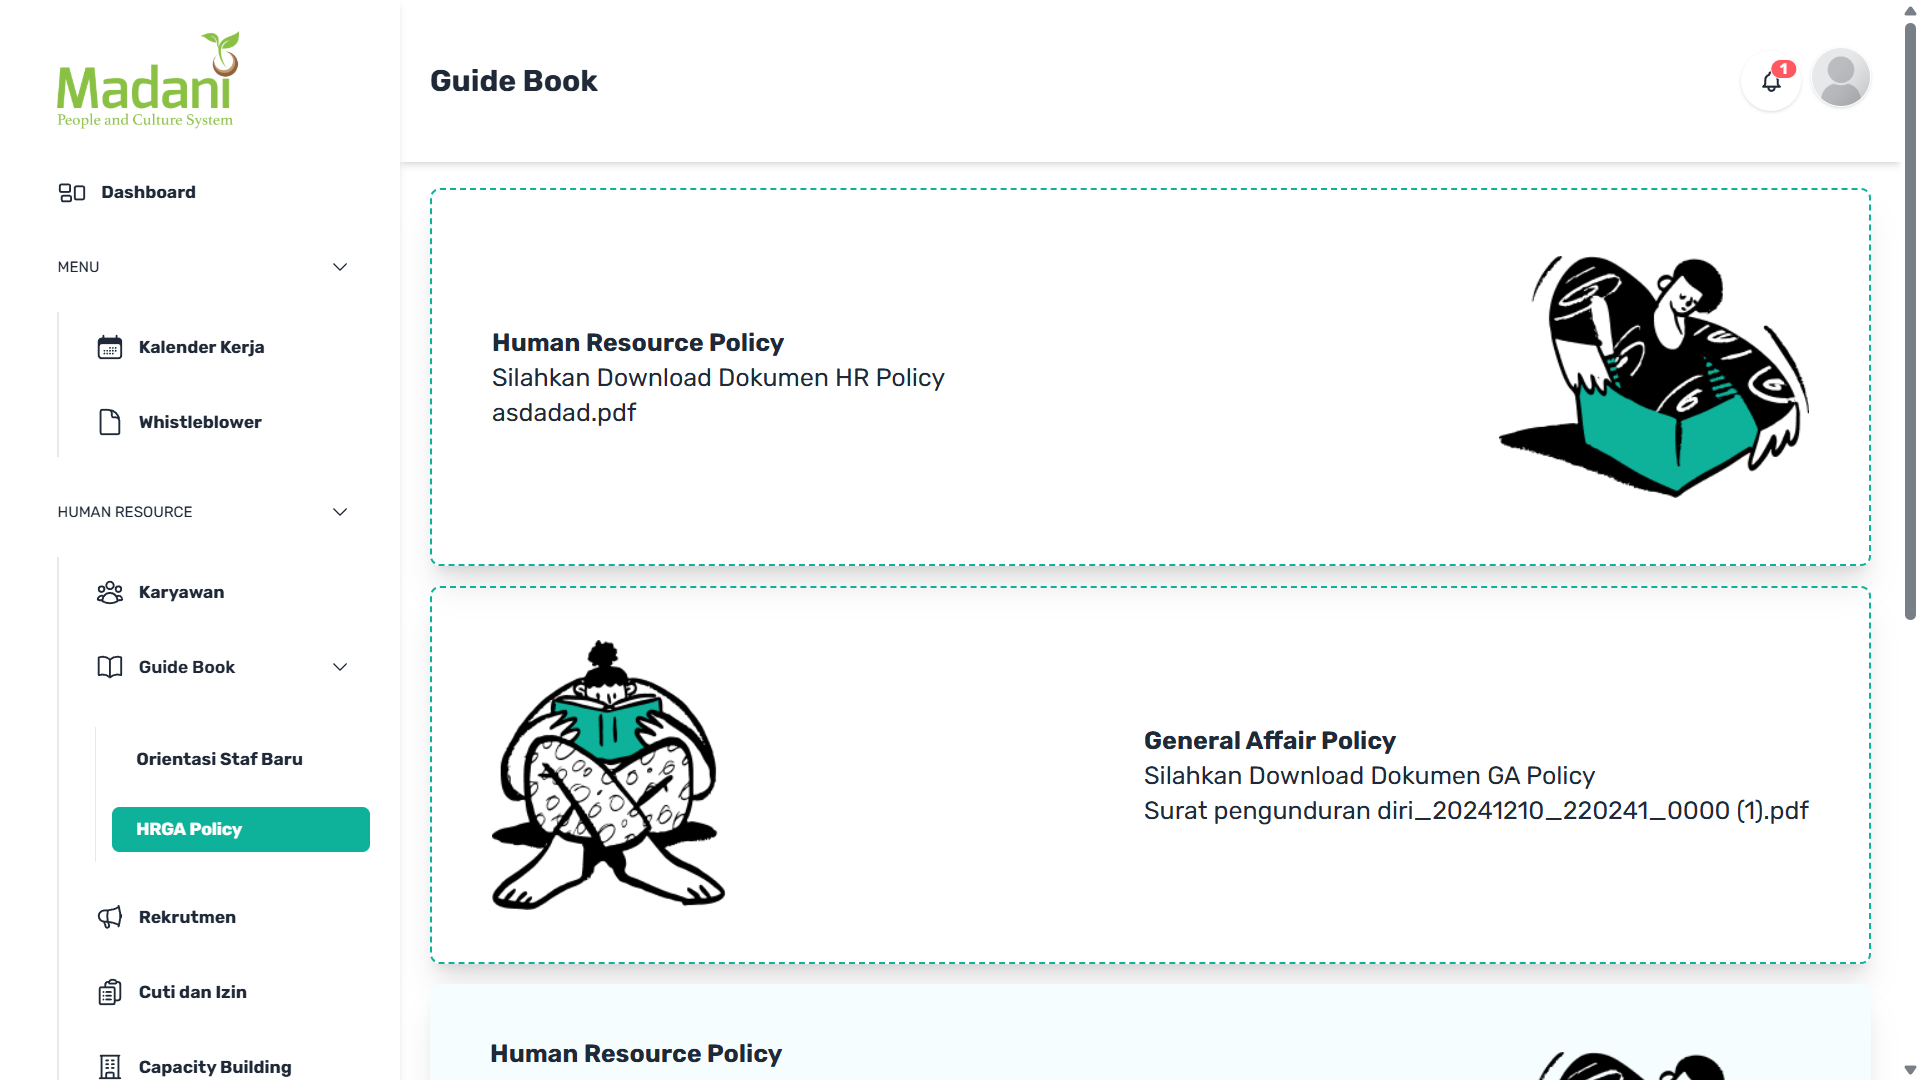 Madani
People and Culture System
Dashboard
MENU
Kalender Kerja
Whistleblower
HUMAN RESOURCE
Karyawan
Guide Book
Orientasi Staf Baru
HRGA Policy
Rekrutmen
Cuti dan Izin
Capacity Building
Guide Book
1
Human Resource Policy
Silahkan Download Dokumen HR Policy
asdadad.pdf
General Affair Policy
Silahkan Download Dokumen GA Policy
Surat pengunduran diri_20241210_220241_0000 (1).pdf
Human Resource Policy